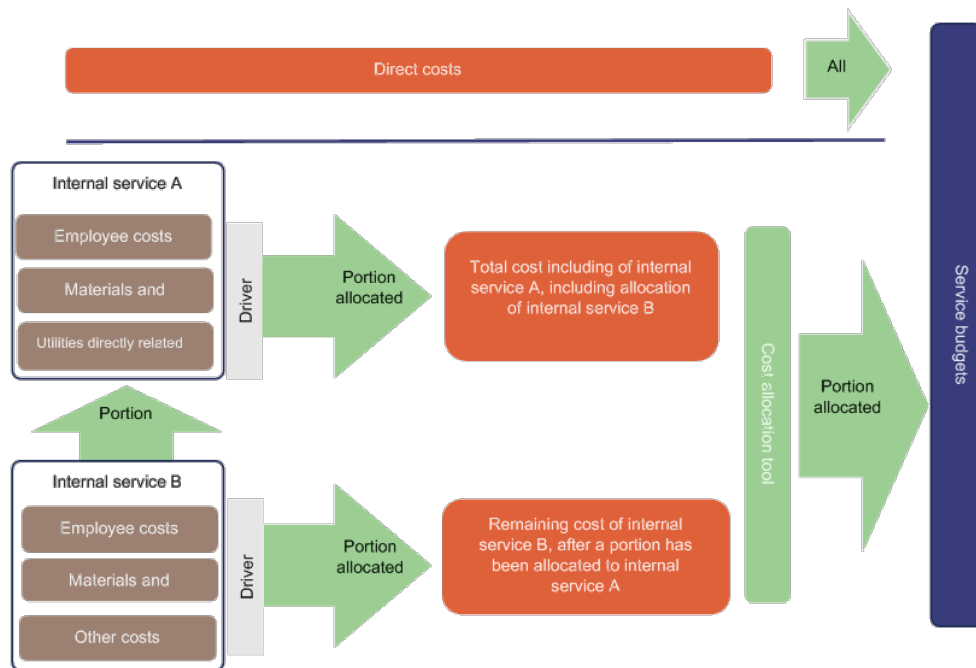 Direct costs
All
Internal service A
Employee costs
Materials and
Utilities directly related
Driver
Portion
allocated
Total cost including of internal
service A, including allocation
of internal service B
Portion
Internal service B
Employee costs
Materials and
Other costs
Driver
Portion
allocated
Remaining cost of internal
service B, after a portion has
been allocated to internal
service A
Cost allocation tool
Portion
allocated
Service budgets